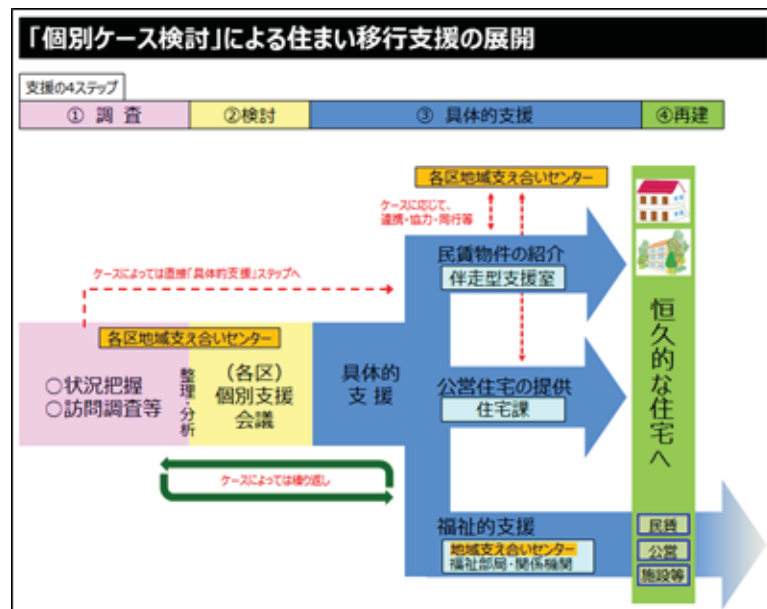 「個別ケース検討」による住まい移行支援の展開
支援の4ステップ
① 調 査
②検討
③ 具体的支援
④再建
各区地域支え合いセンター
ケースに応じて、
連携・協力・同行等
民賃物件の紹介
伴走型支援室
ケースによっては直接「具体的支援」ステップへ
各区地域支え合いセンター
○状況把握
○訪問調査等
整理・分析
(各区)
個別支援
会議
具体的
支 援
公営住宅の提供
住宅課
恒久的な住宅へ
ケースによっては繰り返し
福祉的支援
地域支え合いセンター
福祉部局・関係機関
民賃
公営
施設等